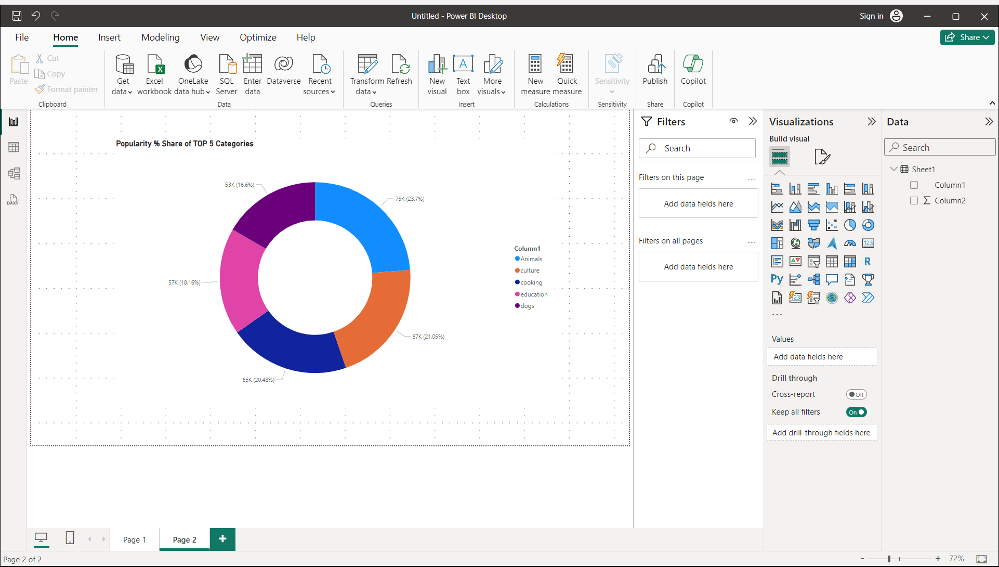 Untitled - Power BI Desktop
Sign in
File Home Insert Modeling View Optimize Help
Share
Paste
Cut
Copy
Format painter
Clipboard
Get data
Excel workbook
OneLake data hub
SQL Server
Enter data
Dataverse
Recent sources
Data
Transform data
Refresh
Queries
New visual
Text box
More visuals
Insert
New measure
Quick measure
Calculations
Sensitivity
Sensitivity
Publish
Share
Copilot
Copilot
DAX
Popularity % Share of TOP 5 Categories
53K (16.6%)
75K (23.7%)
57K (18.16%)
67K (21.05%)
65K (20.48%)
Column1
Animals
culture
cooking
education
dogs
Filters
Search
Filters on this page
...
Add data fields here
Filters on all pages
...
Add data fields here
Visualizations
Build visual
123
R
Py
123
...
Values
Add data fields here
Drill through
Cross-report
Off
Keep all filters
On
Add drill-through fields here
Data
Search
Sheet1
Column1
Σ Column2
Page 1
Page 2
+
Page 2 of 2
- + 72%